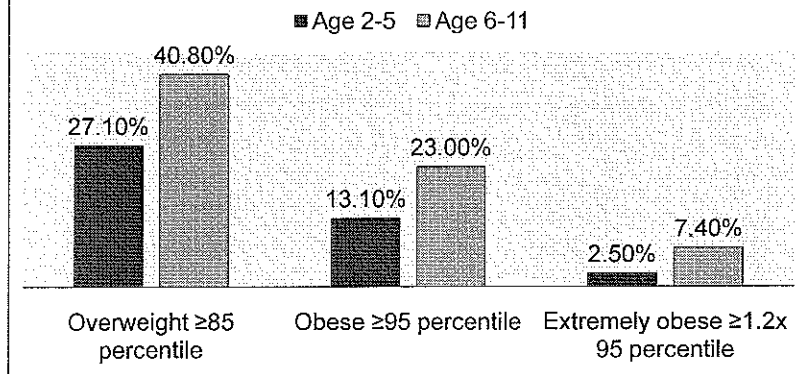 Age 2-5 Age 6-11
40.80%
27.10%
23.00%
13.10%
7.40%
2.50%
Overweight ≥85 percentile
Obese ≥95 percentile
Extremely obese ≥1.2x 95 percentile